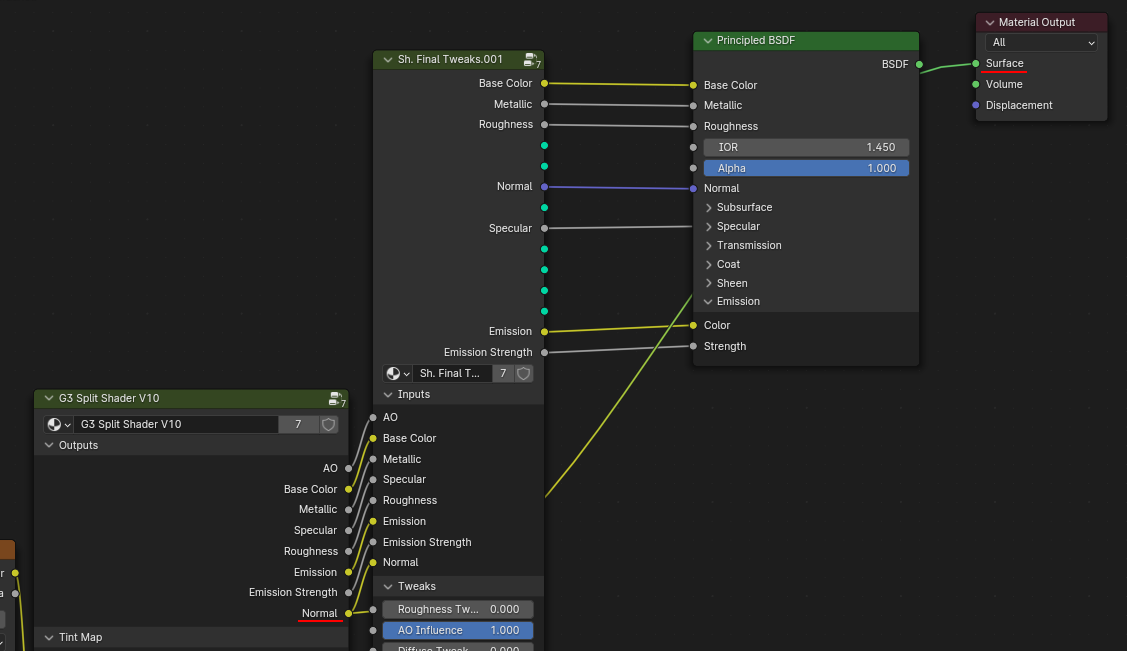 Material Output
All
Surface
Volume
Displacement
Principled BSDF
BSDF
Base Color
Metallic
Roughness
IOR 1.450
Alpha 1.000
Normal
Subsurface
Specular
Transmission
Coat
Sheen
Emission
Color
Strength
Sh. Final Tweaks.001 7
Base Color
Metallic
Roughness
Normal
Specular
Emission
Emission Strength
Sh. Final T... 7
Inputs
AO
Base Color
Metallic
Specular
Roughness
Emission
Emission Strength
Normal
Tweaks
Roughness Tw... 0.000
AO Influence 1.000
Diffuse Tweak 0.000
G3 Split Shader V10 7
G3 Split Shader V10 7
Outputs
AO
Base Color
Metallic
Specular
Roughness
Emission
Emission Strength
Normal
Tint Map
r
a